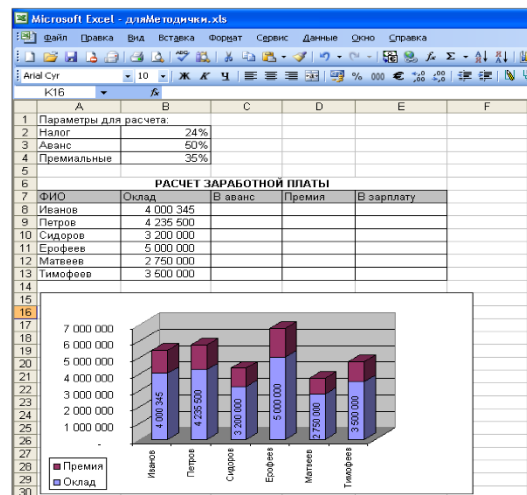 Microsoft Excel - дляМетодички.xls
Файл Правка Вид Вставка Формат Сервис Данные Окно Справка
Arial Cyr 10 Ж К Ч % 000 €
K16 fx
A B C D E F
1 Параметры для расчета:
2 Налог 24%
3 Аванс 50%
4 Премиальные 35%
5
6 РАСЧЕТ ЗАРАБОТНОЙ ПЛАТЫ
7 ФИО Оклад В аванс Премия В зарплату
8 Иванов 4 000 345
9 Петров 4 235 500
10 Сидоров 3 200 000
11 Ерофеев 5 000 000
12 Матвеев 2 750 000
13 Тимофеев 3 500 000
14
15
16
17
18
19
20
21
22
23
24
25
26
27
28
29
30
7 000 000
6 000 000
5 000 000
4 000 000
3 000 000
2 000 000
1 000 000
-
4 000 345
4 235 500
3 200 000
5 000 000
2 750 000
3 500 000
Иванов
Петров
Сидоров
Ерофеев
Матвеев
Тимофеев
Премия
Оклад